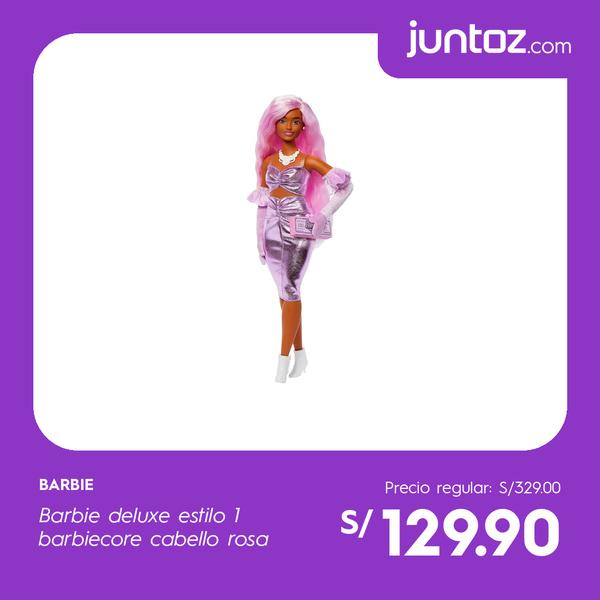 juntoz.com
BARBIE
Barbie deluxe estilo 1
barbiecore cabello rosa
Precio regular: S/329.00
S/129.90